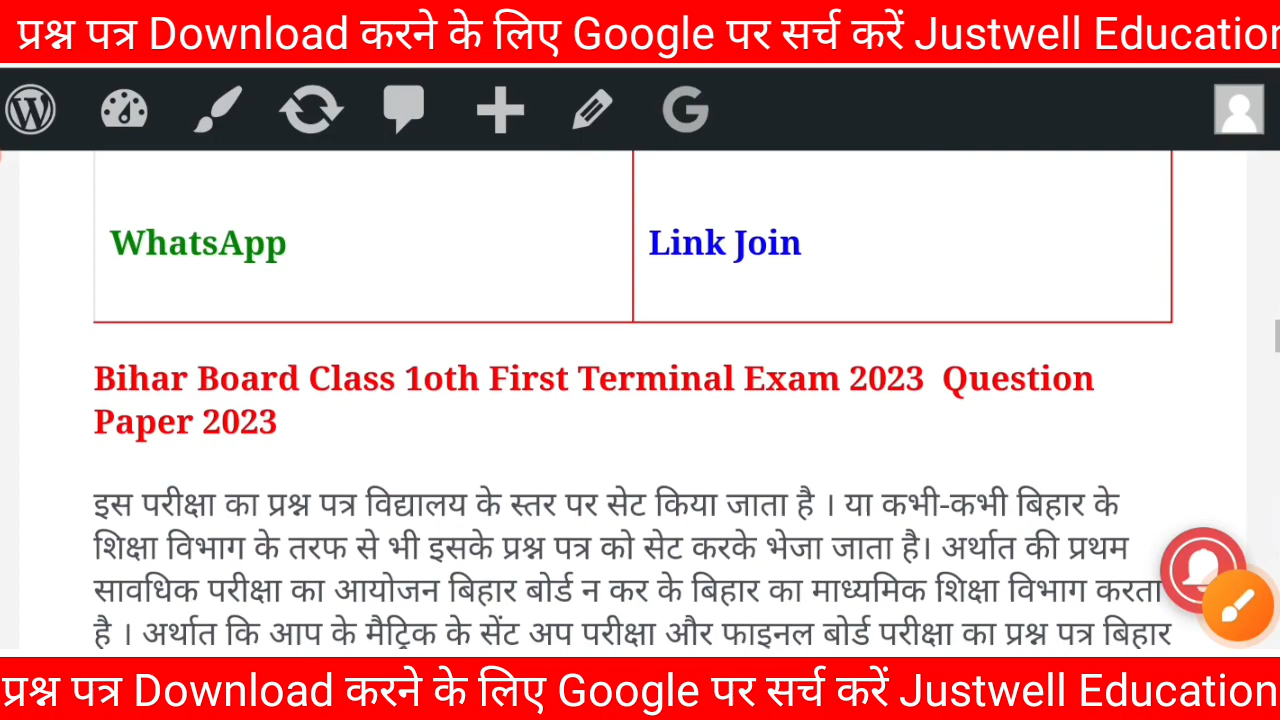 प्रश्न पत्र Download करने के लिए Google पर सर्च करें Justwell Education
WhatsApp
Link Join
Bihar Board Class 1oth First Terminal Exam 2023 Question
Paper 2023
इस परीक्षा का प्रश्न पत्र विद्यालय के स्तर पर सेट किया जाता है । या कभी-कभी बिहार के
शिक्षा विभाग के तरफ से भी इसके प्रश्न पत्र को सेट करके भेजा जाता है। अर्थात की प्रथम
सावधिक परीक्षा का आयोजन बिहार बोर्ड न कर के बिहार का माध्यमिक शिक्षा विभाग करता
है । अर्थात कि आप के मैट्रिक के सेंट अप परीक्षा और फाइनल बोर्ड परीक्षा का प्रश्न पत्र बिहार
प्रश्न पत्र Download करने के लिए Google पर सर्च करें Justwell Education